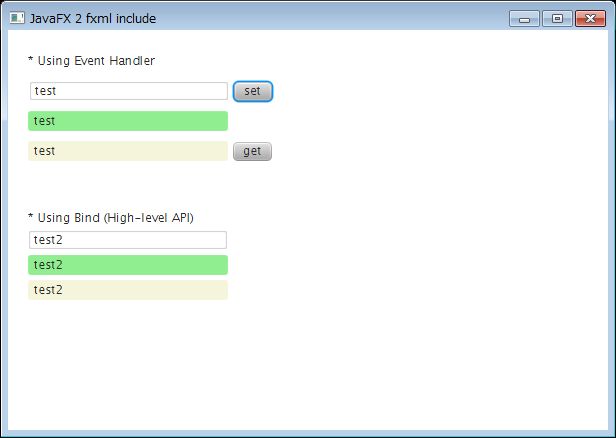 JavaFX 2 fxml include
* Using Event Handler
test set
test
test get
* Using Bind (High-level API)
test2
test2
test2